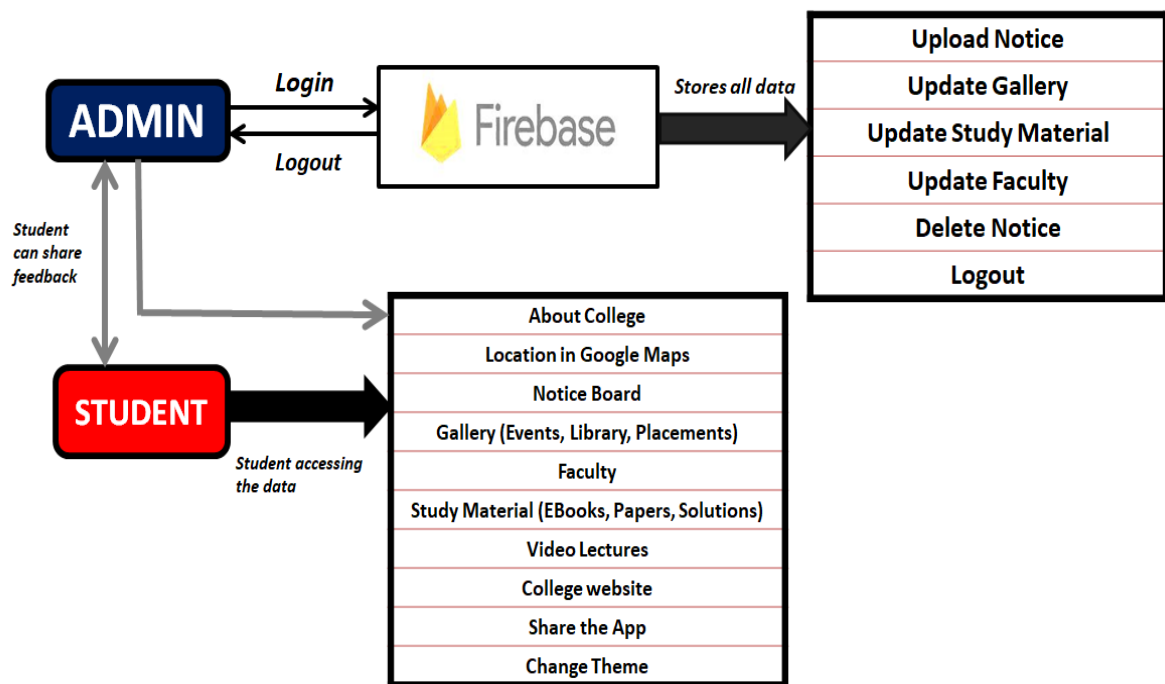 ADMIN
Login
Logout
Firebase
Stores all data
Upload Notice
Update Gallery
Update Study Material
Update Faculty
Delete Notice
Logout
Student
can share
feedback
STUDENT
Student accessing
the data
About College
Location in Google Maps
Notice Board
Gallery (Events, Library, Placements)
Faculty
Study Material (EBooks, Papers, Solutions)
Video Lectures
College website
Share the App
Change Theme